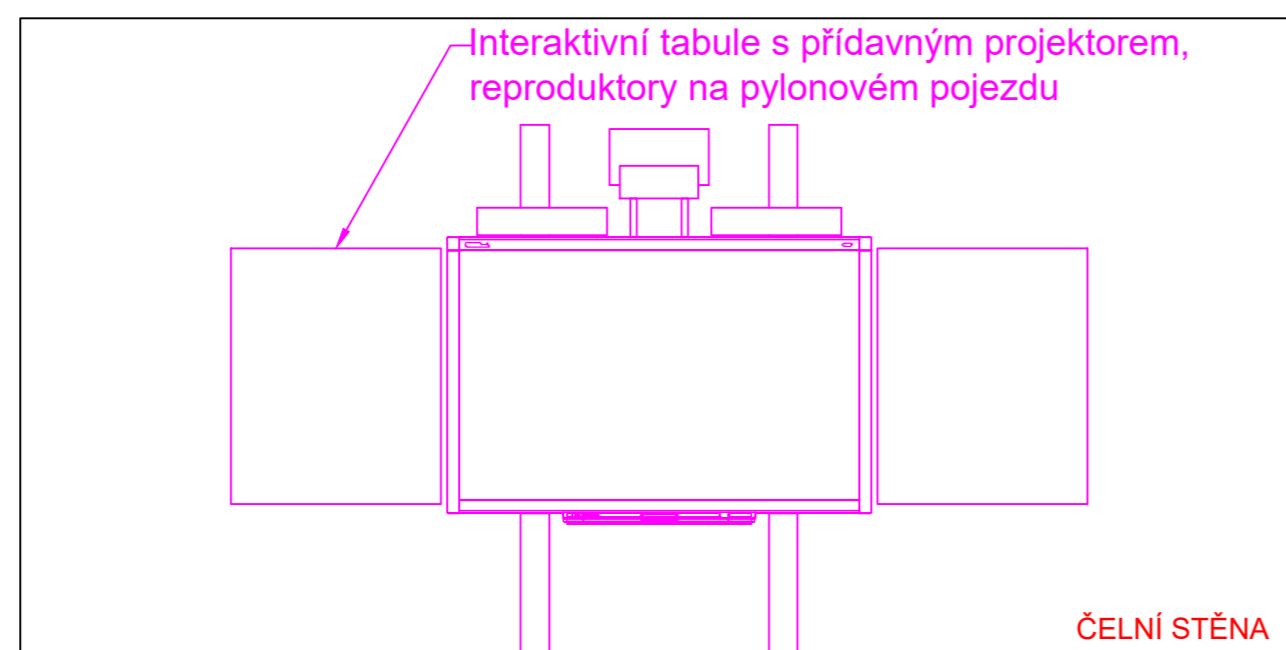 Interaktivní tabule s přídavným projektorem,
reproduktory na pylonovém pojezdu
ČELNÍ STĚNA